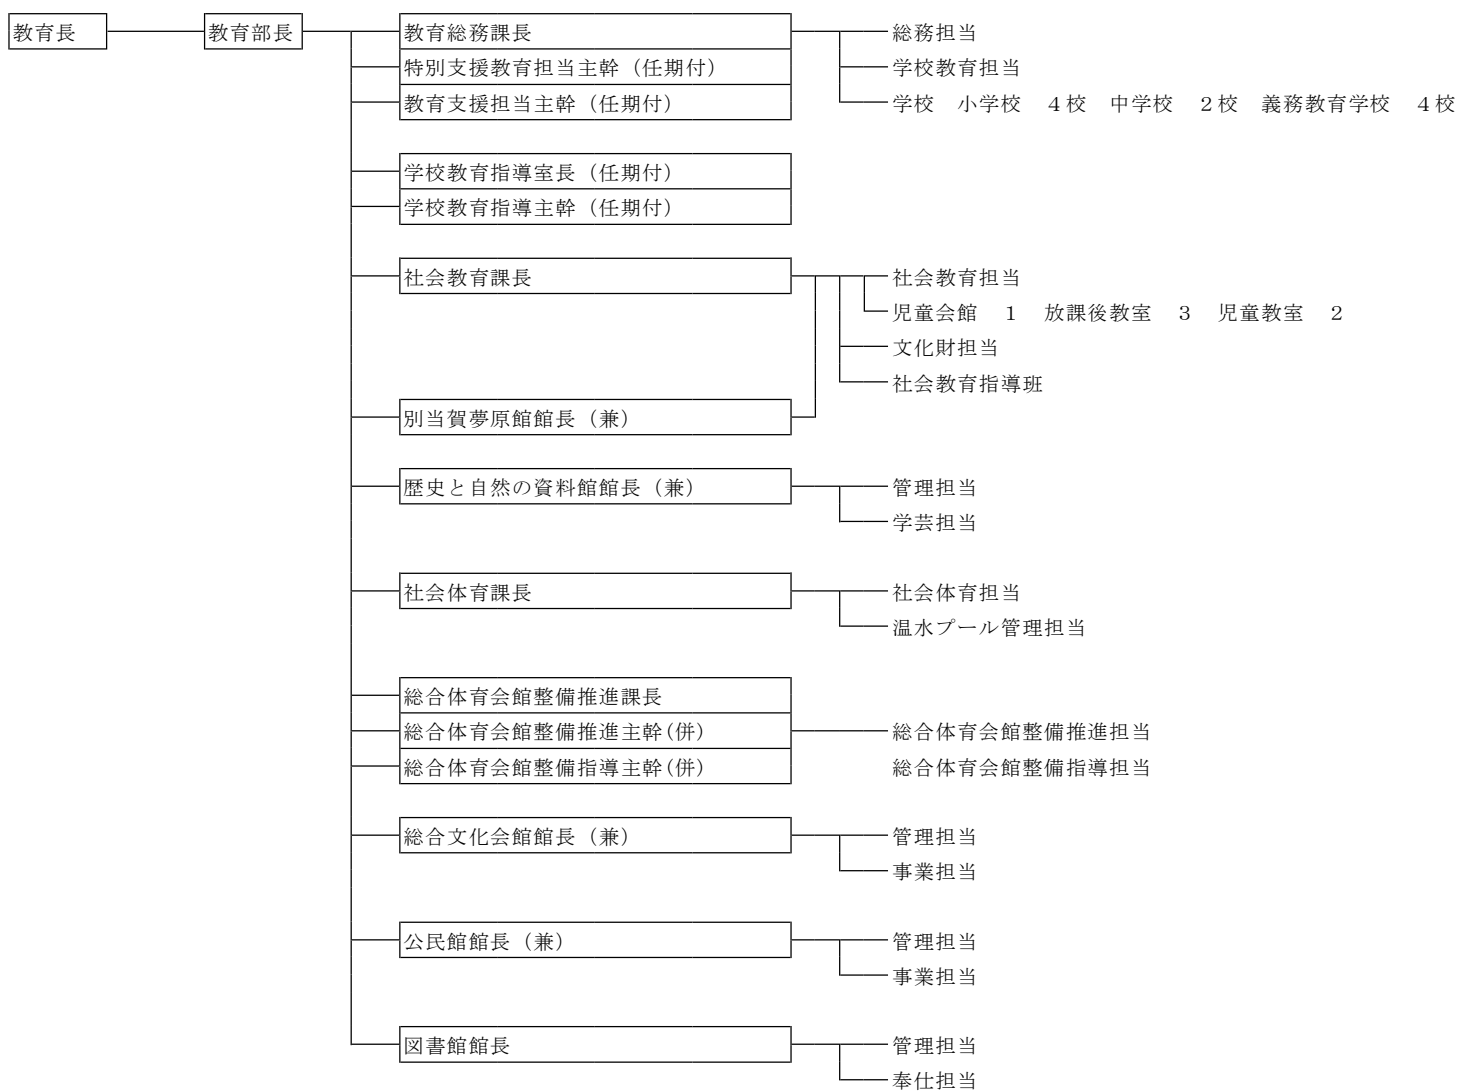 教育長 教育部長 教育総務課長 総務担当
特別支援教育担当主幹（任期付） 学校教育担当
教育支援担当主幹（任期付） 学校　小学校　４校　中学校　２校　義務教育学校　４校
学校教育指導室長（任期付）
学校教育指導主幹（任期付）
社会教育課長 社会教育担当
児童会館　１　放課後教室　３　児童教室　２
文化財担当
社会教育指導班
別当賀夢原館館長（兼）
歴史と自然の資料館館長（兼） 管理担当
学芸担当
社会体育課長 社会体育担当
温水プール管理担当
総合体育会館整備推進課長
総合体育会館整備推進主幹(併) 総合体育会館整備推進担当
総合体育会館整備指導主幹(併) 総合体育会館整備指導担当
総合文化会館館長（兼） 管理担当
事業担当
公民館館長（兼） 管理担当
事業担当
図書館館長 管理担当
奉仕担当